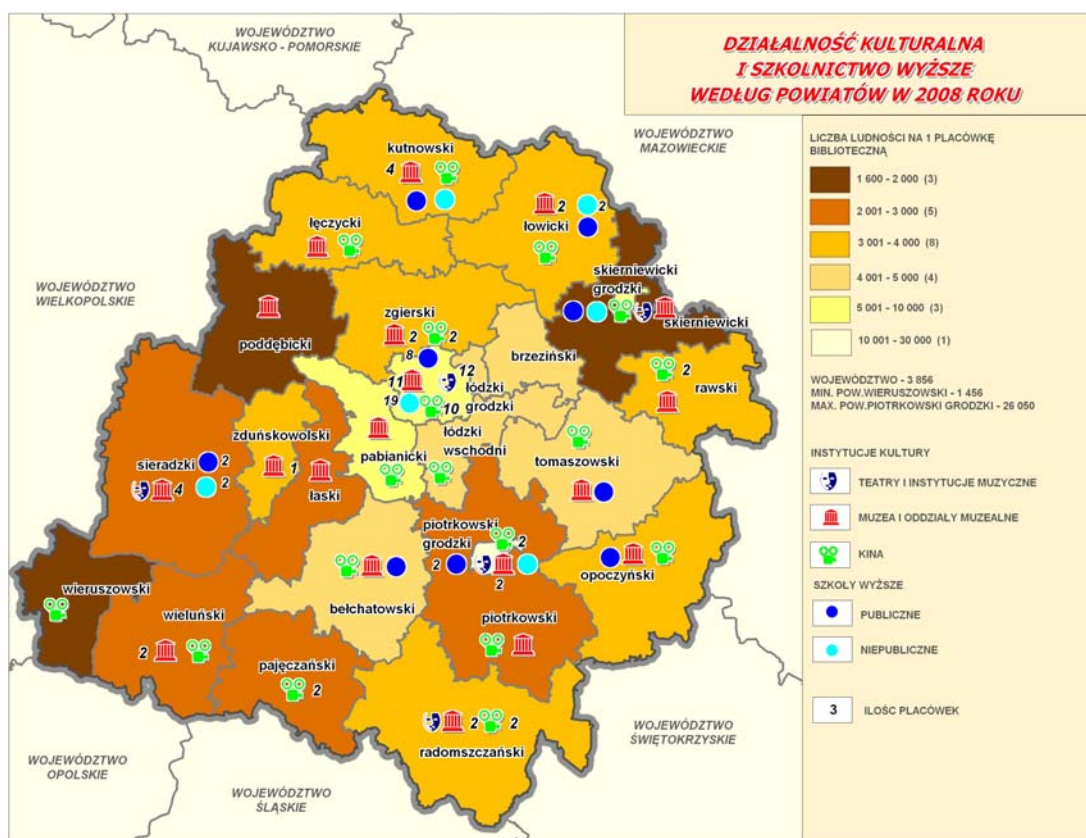 DZIAŁALNOŚĆ KULTURALNA
I SZKOLNICTWO WYŻSZE
WEDŁUG POWIATÓW W 2008 ROKU
WOJEWÓDZTWO
KUJAWSKO - POMORSKIE
WOJEWÓDZTWO
MAZOWIECKIE
WOJEWÓDZTWO
WIELKOPOLSKIE
kutnowski
4
łęczycki
2
2
łowicki
skierniewicki
grodzki
skierniewicki
poddębicki
zgierski
2
2
8
12
11
łódzki
19
10
grodzki
brzeziński
2
rawski
zduńskowolski
1
sieradzki
2
4
2
łaski
pabianicki
łódzki
wschodni
tomaszowski
piotrkowski
grodzki
2
2
2
opoczyński
wieruszowski
wieluński
2
bełchatowski
piotrkowski
pajęczański
2
2
2
radomszczański
WOJEWÓDZTWO
OPOLSKIE
WOJEWÓDZTWO
ŚLĄSKIE
WOJEWÓDZTWO
ŚWIĘTOKRZYSKIE
LICZBA LUDNOŚCI NA 1 PLACÓWKĘ
BIBLIOTECZNĄ
1 600 - 2 000 (3)
2 001 - 3 000 (5)
3 001 - 4 000 (8)
4 001 - 5 000 (4)
5 001 - 10 000 (3)
10 001 - 30 000 (1)
WOJEWÓDZTWO - 3 856
MIN. POW.WIERUSZOWSKI - 1 456
MAX. POW.PIOTRKOWSKI GRODZKI - 26 050
INSTYTUCJE KULTURY
TEATRY I INSTYTUCJE MUZYCZNE
MUZEA I ODDZIAŁY MUZEALNE
KINA
SZKOŁY WYŻSZE
PUBLICZNE
NIEPUBLICZNE
3
ILOŚĆ PLACÓWEK